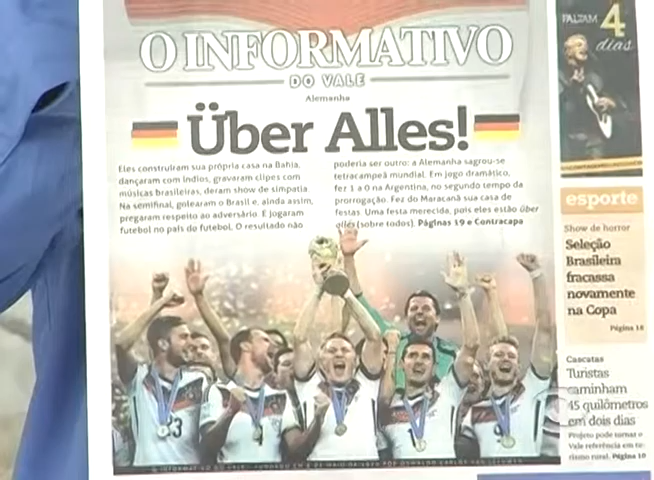 O INFORMATIVO
DO VALE
Alemanha
Über Alles!
Eles construíram sua própria casa na Bahia,
dançaram com índios, gravaram clipes com
músicas brasileiras, deram show de simpatia.
Na semifinal, golearam o Brasil e, ainda assim,
pregaram respeito ao adversário. E jogaram
futebol no país do futebol. O resultado não
poderia ser outro: a Alemanha sagrou-se
tetracampeã mundial. Em jogo dramático,
fez 1 a 0 na Argentina, no segundo tempo da
prorrogação. Fez do Maracanã sua casa de
festas. Uma festa merecida, pois eles estão über
alles (sobre todos). Páginas 19 e Contracapa
13
4
1
9
FALTAM 4
dias
esporte
Show de horror
Seleção
Brasileira
fracassa
novamente
na Copa
Página 18
Cascatas
Turistas
caminham
45 quilômetros
em dois dias
Projeto pode tornar o
Vale referência em tu-
rismo rural. Página 10